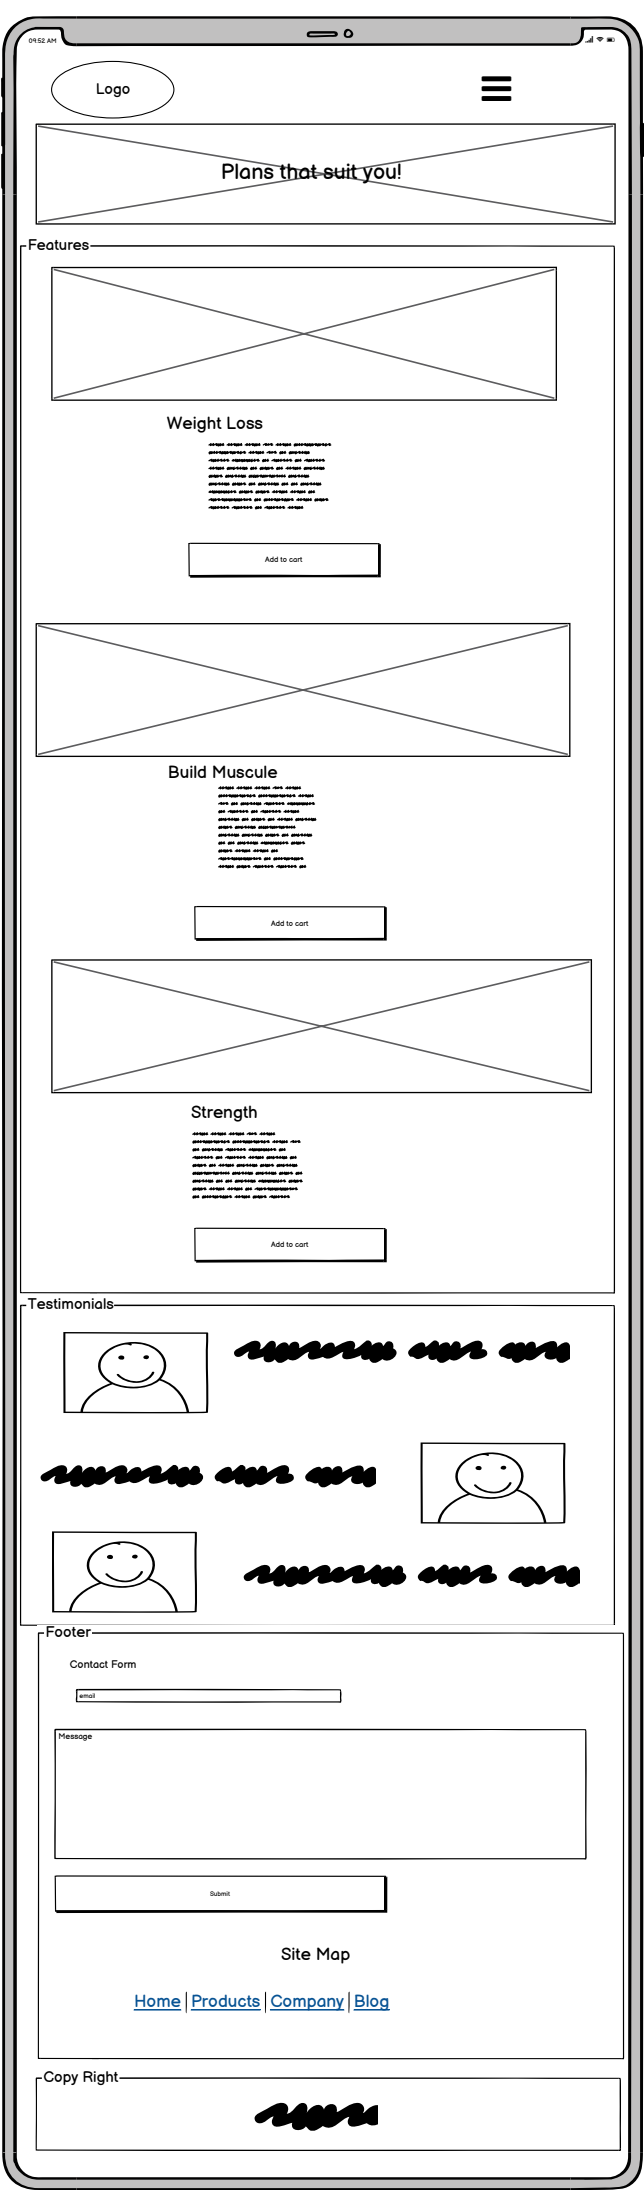 09:52 AM
Logo
Plans that suit you!
Features
Weight Loss
Add to cart
Build Muscule
Add to cart
Strength
Add to cart
Testimonials
Footer
Contact Form
email
Message
Submit
Site Map
Home | Products | Company | Blog
Copy Right